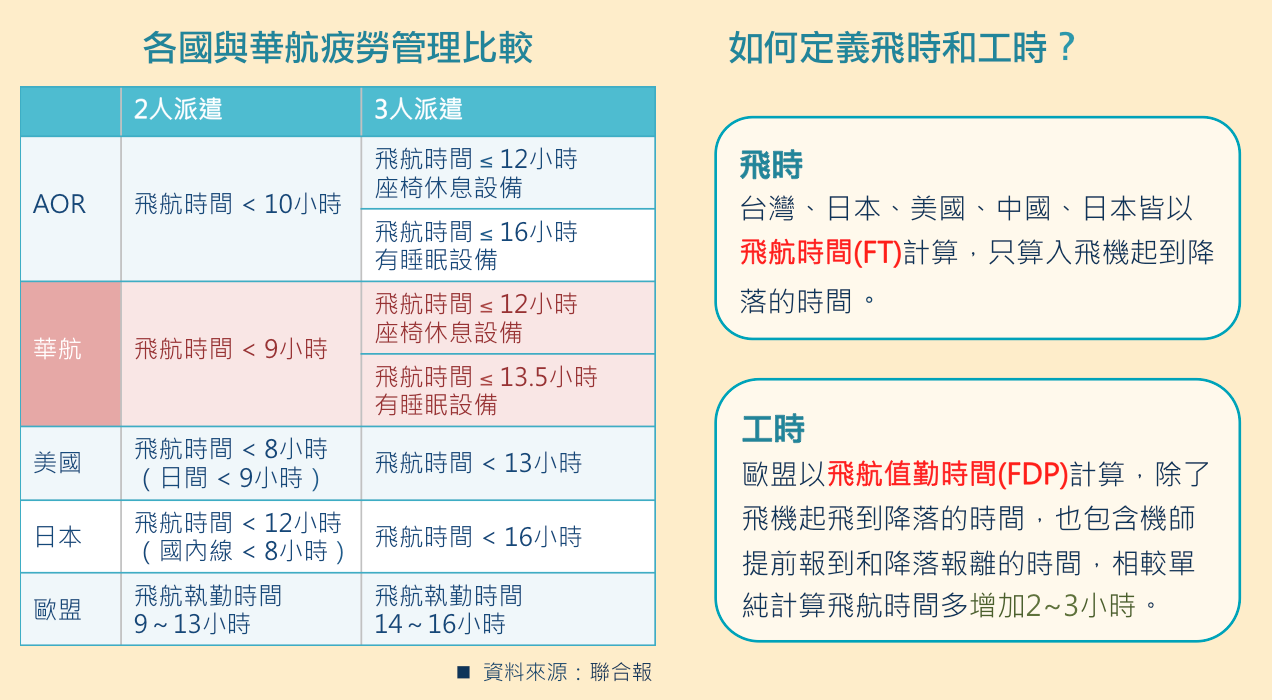 各國與華航疲勞管理比較
2人派遣 3人派遣
AOR
飛航時間 < 10小時
飛航時間 ≤ 12小時
座椅休息設備
飛航時間 ≤ 16小時
有睡眠設備
華航
飛航時間 < 9小時
飛航時間 ≤ 12小時
座椅休息設備
飛航時間 ≤ 13.5小時
有睡眠設備
美國
飛航時間 < 8小時
（日間 < 9小時）
飛航時間 < 13小時
日本
飛航時間 < 12小時
（國內線 < 8小時）
飛航時間 < 16小時
歐盟
飛航執勤時間
9～13小時
飛航執勤時間
14～16小時
■ 資料來源：聯合報
如何定義飛時和工時？
飛時
台灣、日本、美國、中國、日本皆以
飛航時間(FT)計算，只算入飛機起到降
落的時間。
工時
歐盟以飛航值勤時間(FDP)計算，除了
飛機起飛到降落的時間，也包含機師
提前報到和降落報離的時間，相較單
純計算飛航時間多增加2~3小時。